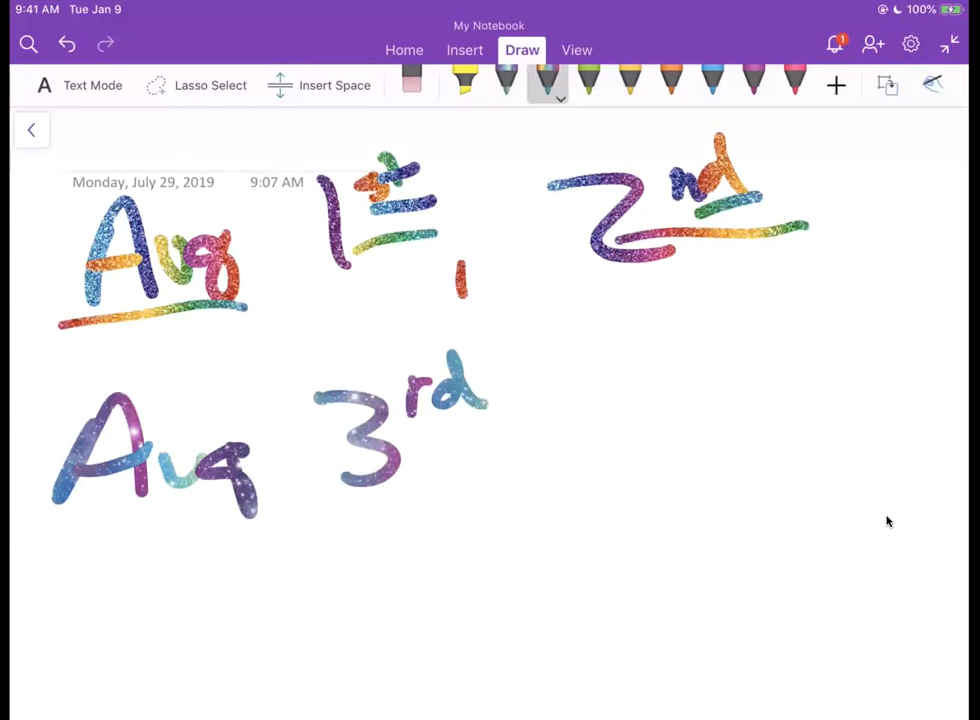 9:41 AM Tue Jan 9 100%
My Notebook
Home Insert Draw View 1
A Text Mode Lasso Select Insert Space
Monday, July 29, 2019 9:07 AM
Aug 1st, 2nd
Aug 3rd